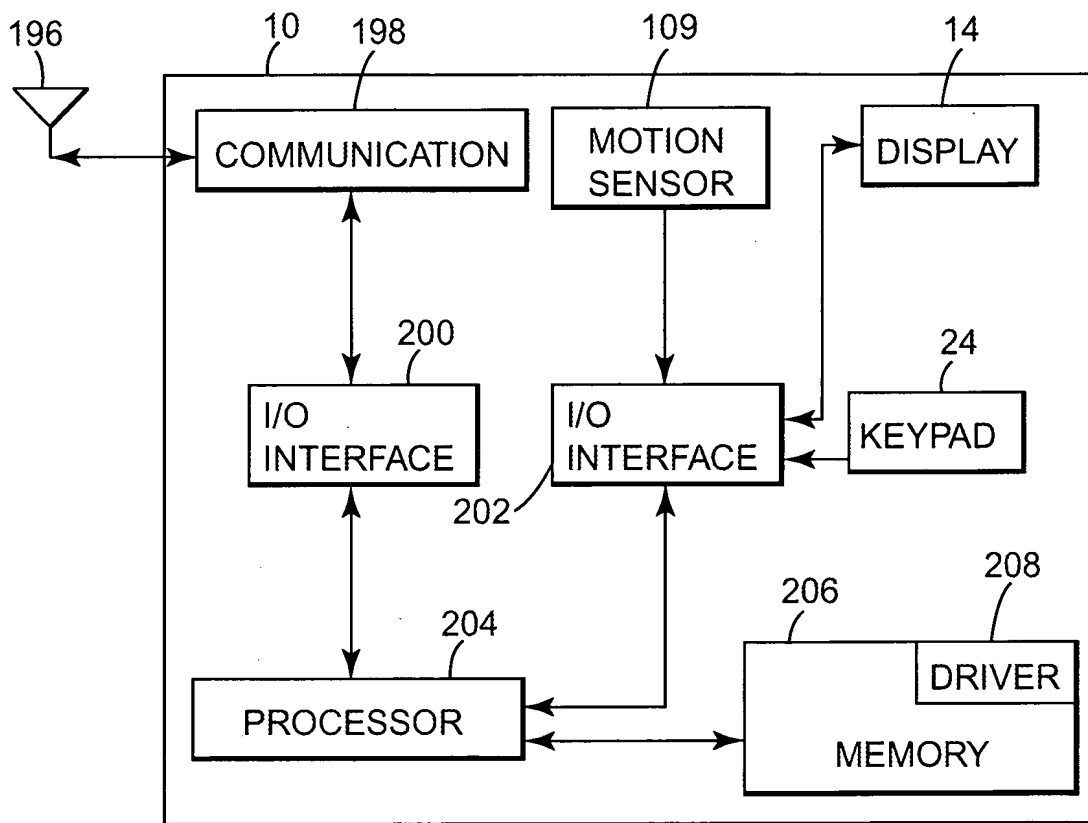 196
10
198
109
14
COMMUNICATION
MOTION
SENSOR
DISPLAY
200
24
I/O
INTERFACE
I/O
INTERFACE
KEYPAD
202
204
206
208
PROCESSOR
DRIVER
MEMORY